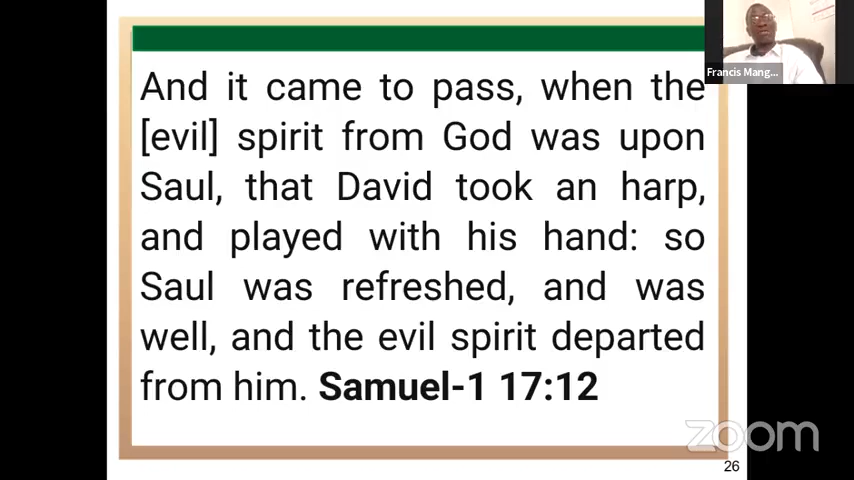 And it came to pass, when the
[evil] spirit from God was upon
Saul, that David took an harp,
and played with his hand: so
Saul was refreshed, and was
well, and the evil spirit departed
from him. Samuel-1 17:12
Francis Mang...
zoom
26